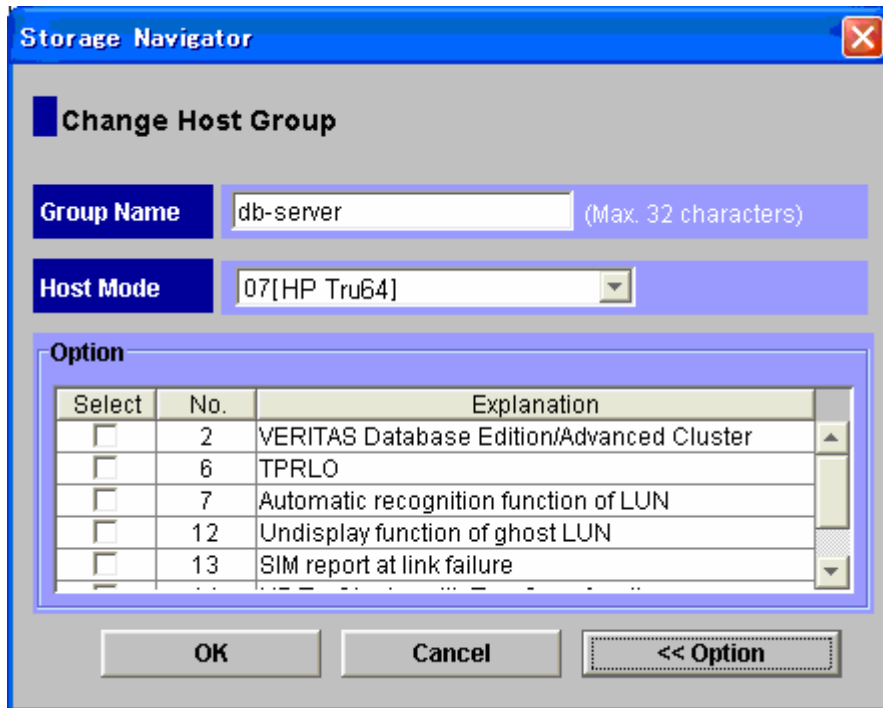 Storage Navigator
Change Host Group
Group Name db-server (Max. 32 characters)
Host Mode 07[HP Tru64]
Option
Select No. Explanation
2 VERITAS Database Edition/Advanced Cluster
6 TPRLO
7 Automatic recognition function of LUN
12 Undisplay function of ghost LUN
13 SIM report at link failure
OK Cancel << Option